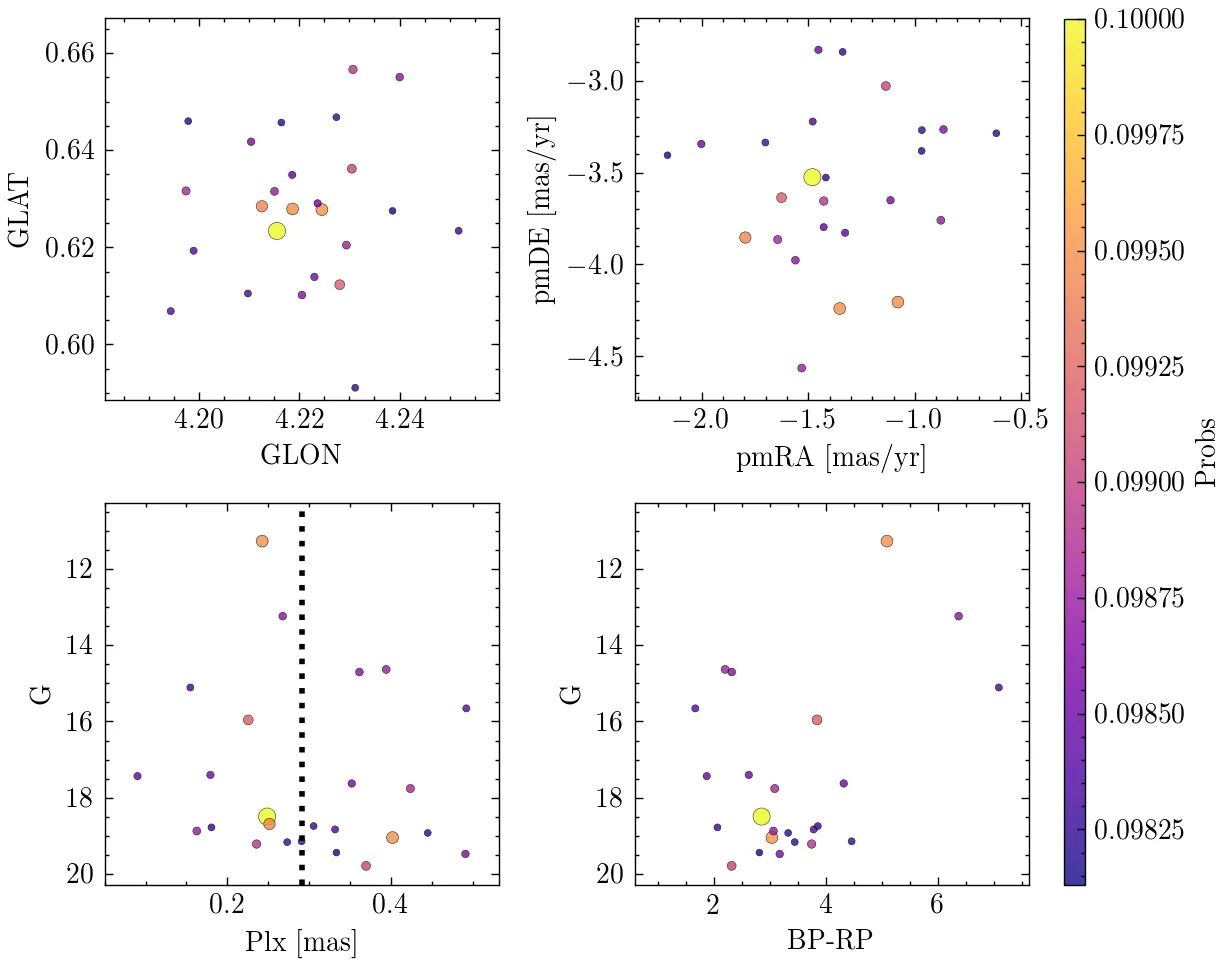 0.66
0.64
0.62
0.60
GLAT
4.20 4.22 4.24
GLON
−3.0
−3.5
−4.0
−4.5
pmDE [mas/yr]
−2.0 −1.5 −1.0 −0.5
pmRA [mas/yr]
12
14
16
18
20
G
0.2 0.4
Plx [mas]
12
14
16
18
20
G
2 4 6
BP-RP
0.10000
0.09975
0.09950
0.09925
0.09900
0.09875
0.09850
0.09825
Probs